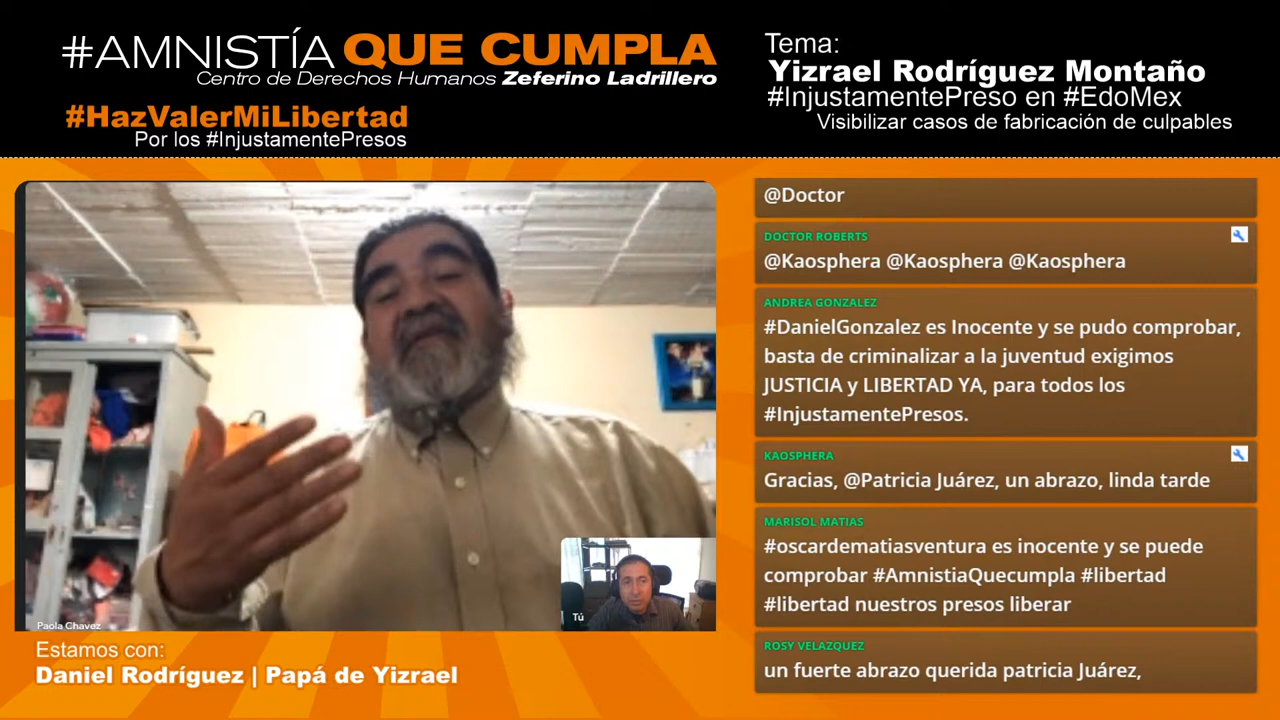 #AMNISTÍA QUE CUMPLA
Centro de Derechos Humanos Zeferino Ladrillero
#HazValerMiLibertad
Por los #InjustamentePresos
Tema:
Yizrael Rodríguez Montaño
#InjustamentePreso en #EdoMex
Visibilizar casos de fabricación de culpables
Paola Chavez
Tú
Estamos con:
Daniel Rodríguez | Papá de Yizrael
@Doctor
DOCTOR ROBERTS
@Kaosphera @Kaosphera @Kaosphera
ANDREA GONZALEZ
#DanielGonzalez es Inocente y se pudo comprobar,
basta de criminalizar a la juventud exigimos
JUSTICIA y LIBERTAD YA, para todos los
#InjustamentePresos.
KAOSPHERA
Gracias, @Patricia Juárez, un abrazo, linda tarde
MARISOL MATIAS
#oscardematiasventura es inocente y se puede
comprobar #AmnistiaQuecumpla #libertad
#libertad nuestros presos liberar
ROSY VELAZQUEZ
un fuerte abrazo querida patricia Juárez,